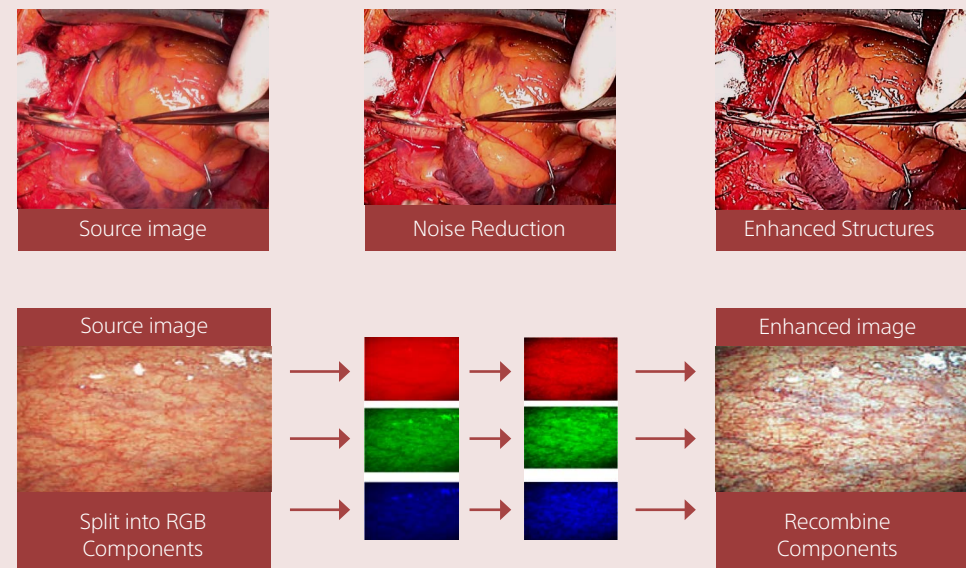 Source image
Noise Reduction
Enhanced Structures
Source image
Enhanced image
Split into RGB
Components
Recombine
Components